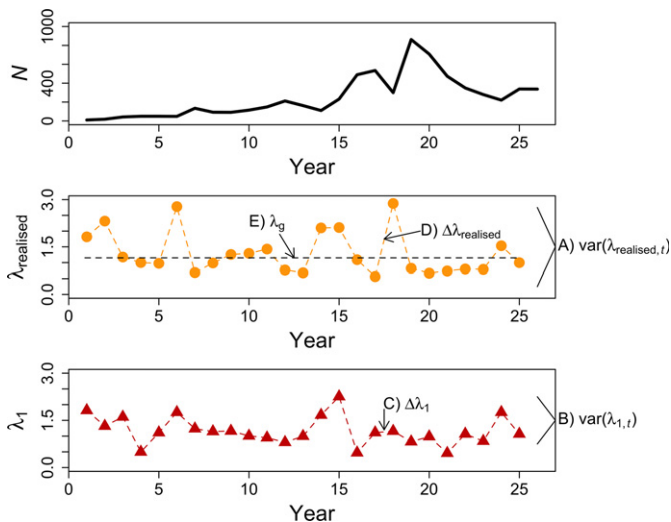 1000
400
0
N
0 5 10 15 20 25
Year
3.0
1.5
0.0
λrealised
E) λg
D) Δλrealised
A) var(λrealised,t)
0 5 10 15 20 25
Year
3.0
1.5
0.0
λ1
C) Δλ1
B) var(λ1,t)
0 5 10 15 20 25
Year